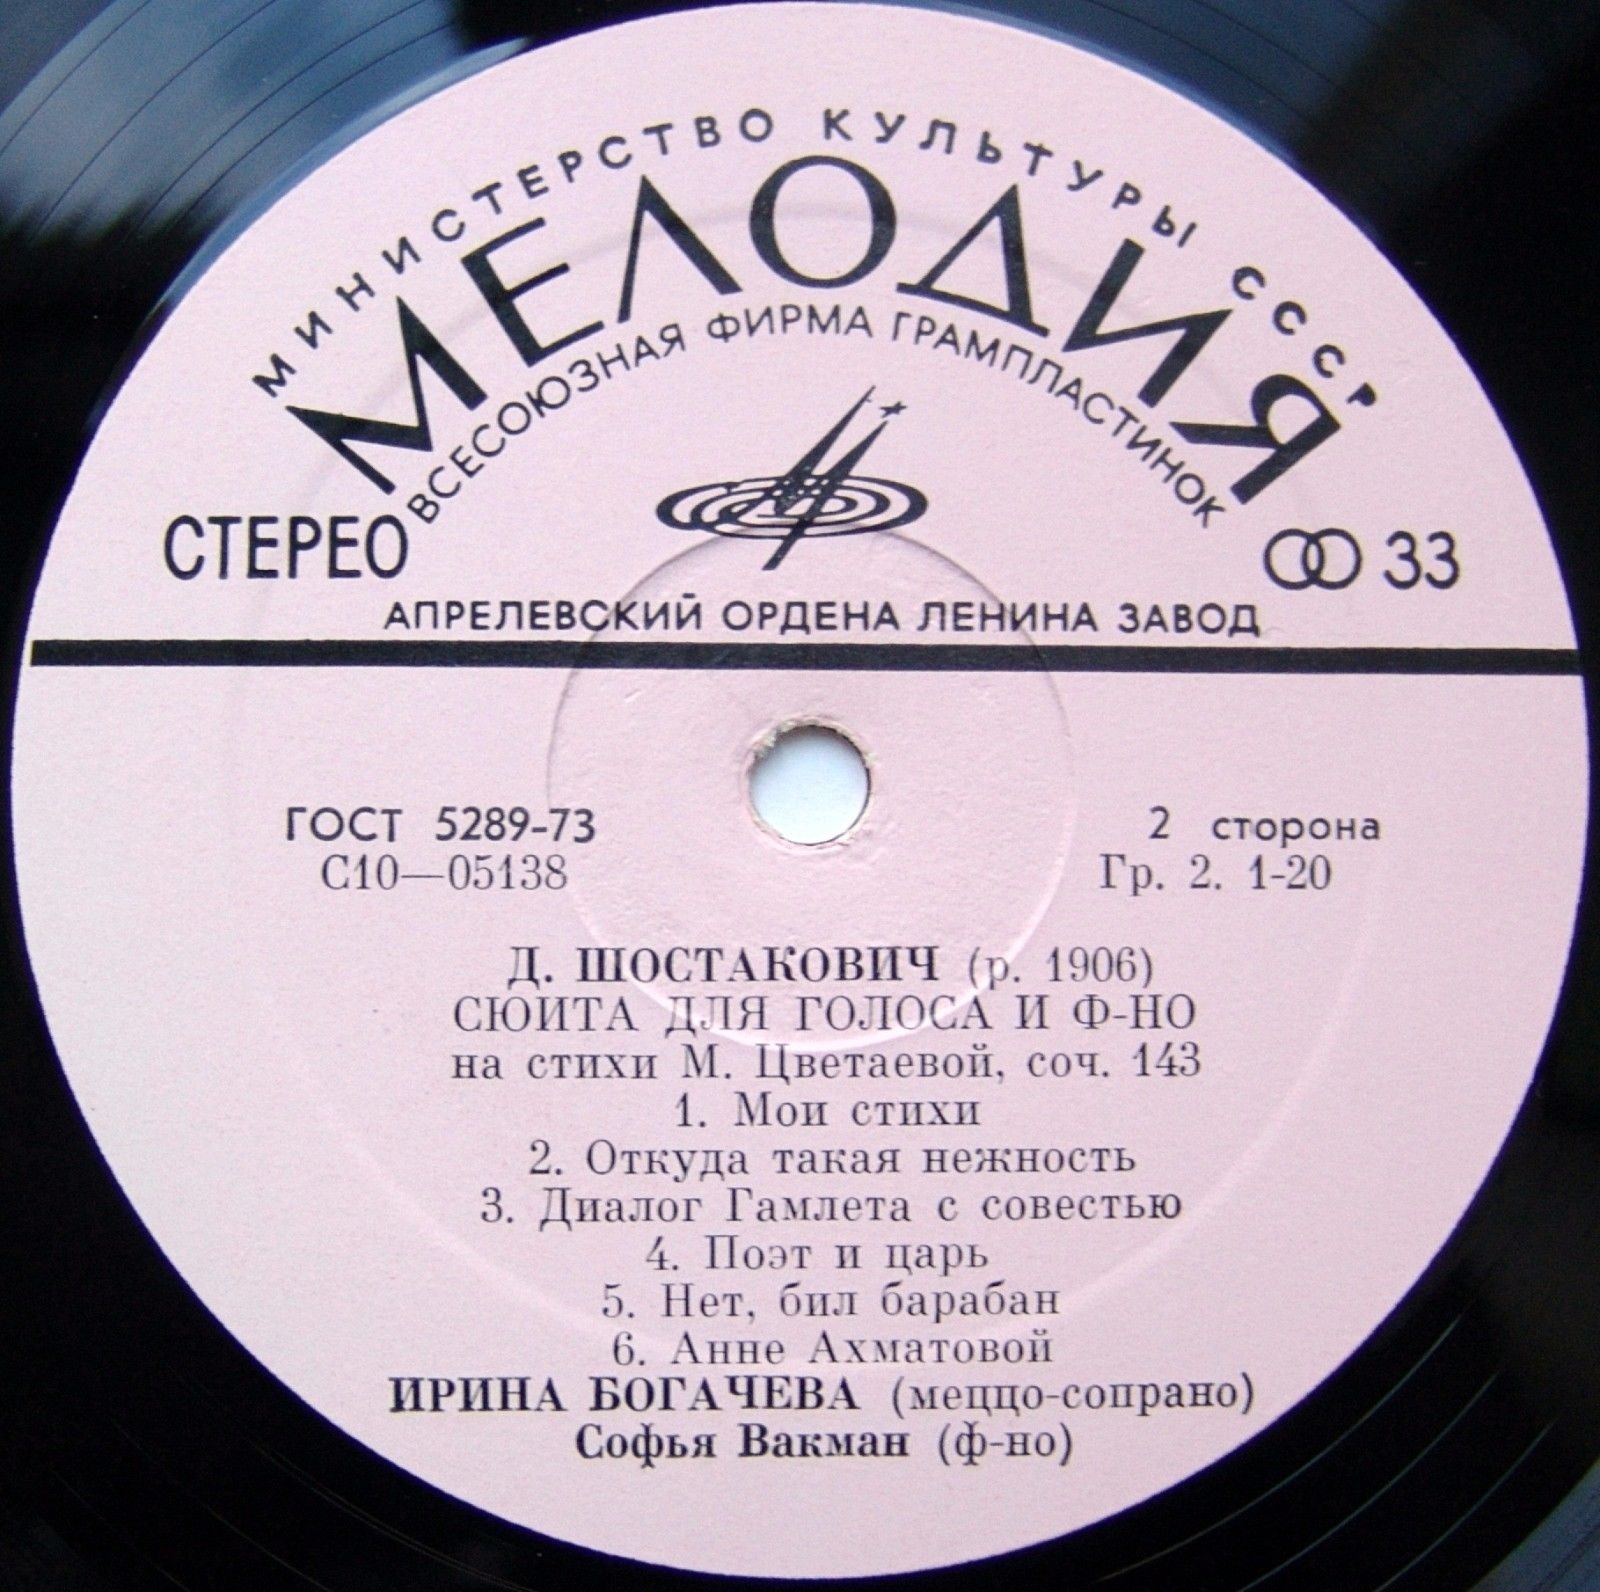 МИНИСТЕРСТВО КУЛЬТУРЫ СССР
МЕЛОДИЯ
ВСЕСОЮЗНАЯ ФИРМА ГРАМПЛАСТИНОК
СТЕРЕО 33
АПРЕЛЕВСКИЙ ОРДЕНА ЛЕНИНА ЗАВОД
ГОСТ 5289-73 2 сторона
С10—05138 Гр. 2. 1-20
Д. ШОСТАКОВИЧ (р. 1906)
СЮИТА ДЛЯ ГОЛОСА И Ф-НО
на стихи М. Цветаевой, соч. 143
1. Мои стихи
2. Откуда такая нежность
3. Диалог Гамлета с совестью
4. Поэт и царь
5. Нет, бил барабан
6. Анне Ахматовой
ИРИНА БОГАЧЕВА (меццо-сопрано)
Софья Вакман (ф-но)